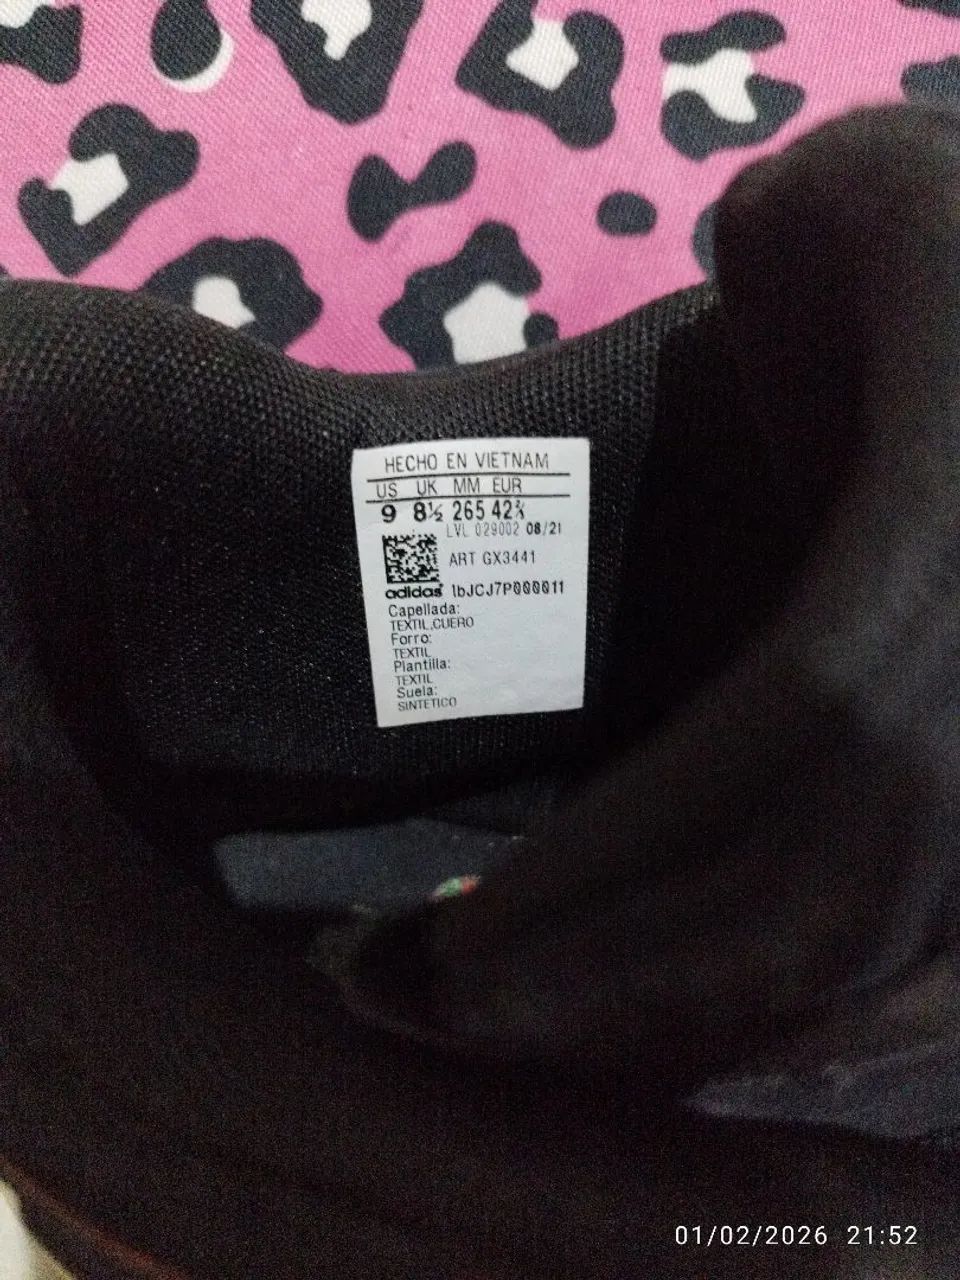 HECHO EN VIETNAM
US UK MM EUR
9 8½ 265 42⅔
LVL 029002 08/21
ART GX3441
adidas lbJCJ7P000011
Capellada:
TEXTIL,CUERO
Forro:
TEXTIL
Plantilla:
TEXTIL
Suela:
SINTETICO
01/02/2026 21:52